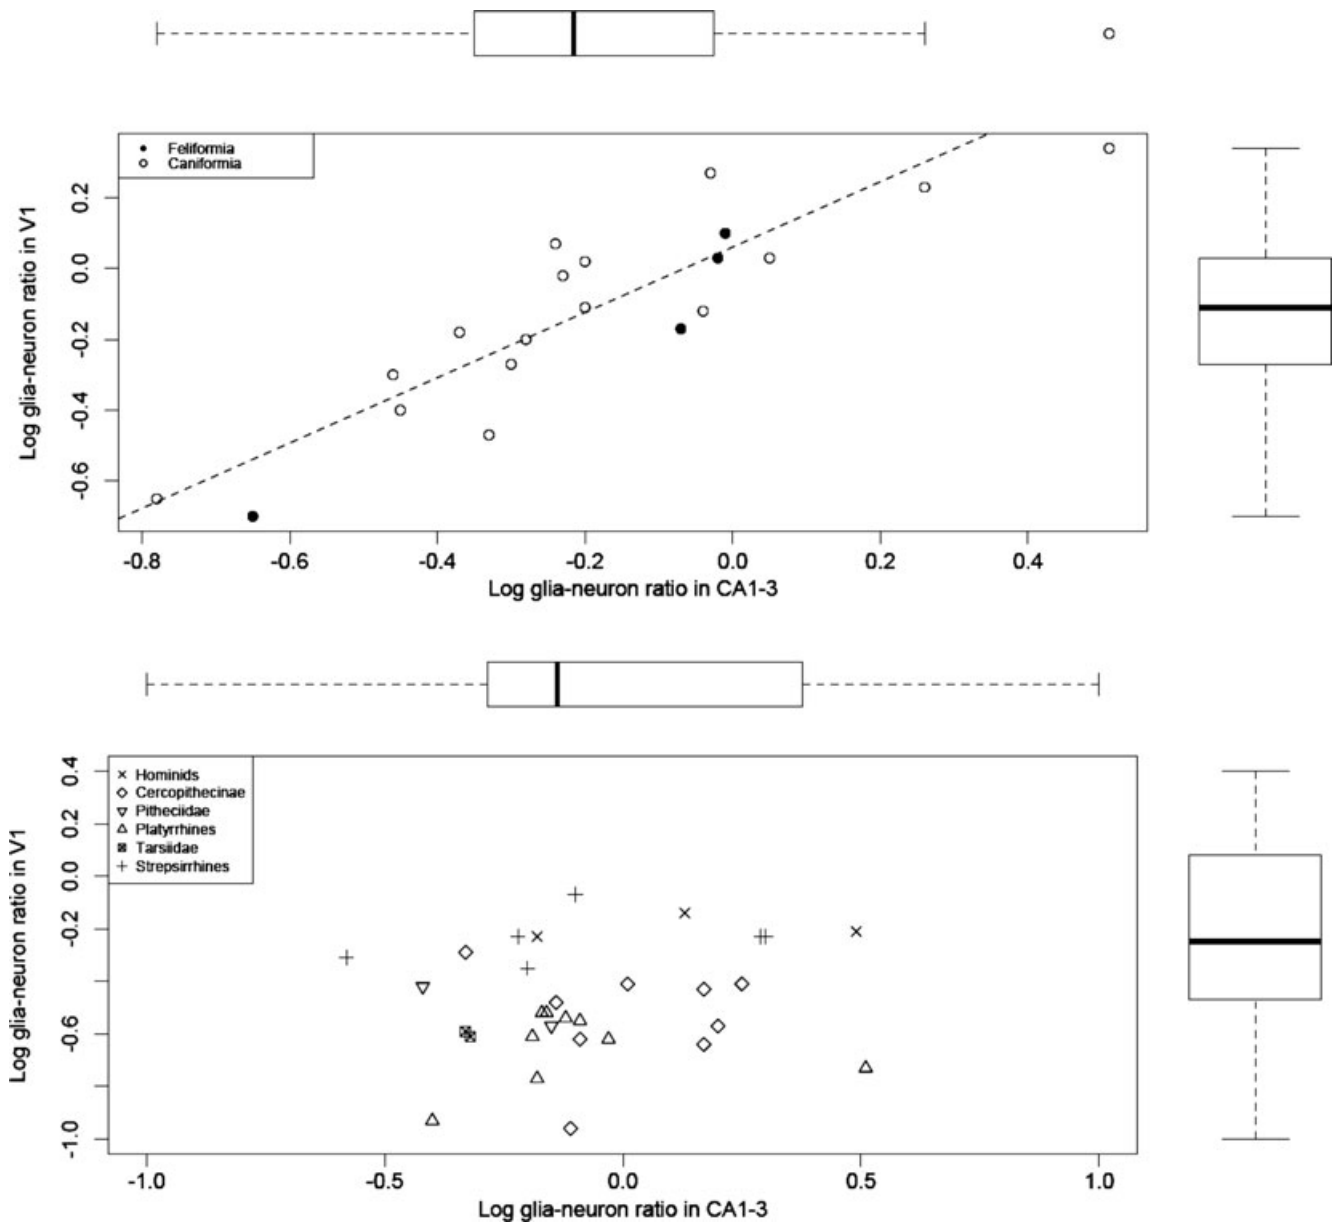 Feliformia
Caniformia
Log glia-neuron ratio in V1
0.2
0.0
-0.2
-0.4
-0.6
-0.8 -0.6 -0.4 -0.2 0.0 0.2 0.4
Log glia-neuron ratio in CA1-3
Hominids
Cercopithecinae
Pitheciidae
Platyrrhines
Tarsiidae
Strepsirrhines
Log glia-neuron ratio in V1
0.4
0.2
0.0
-0.2
-0.6
-1.0
-1.0 -0.5 0.0 0.5 1.0
Log glia-neuron ratio in CA1-3